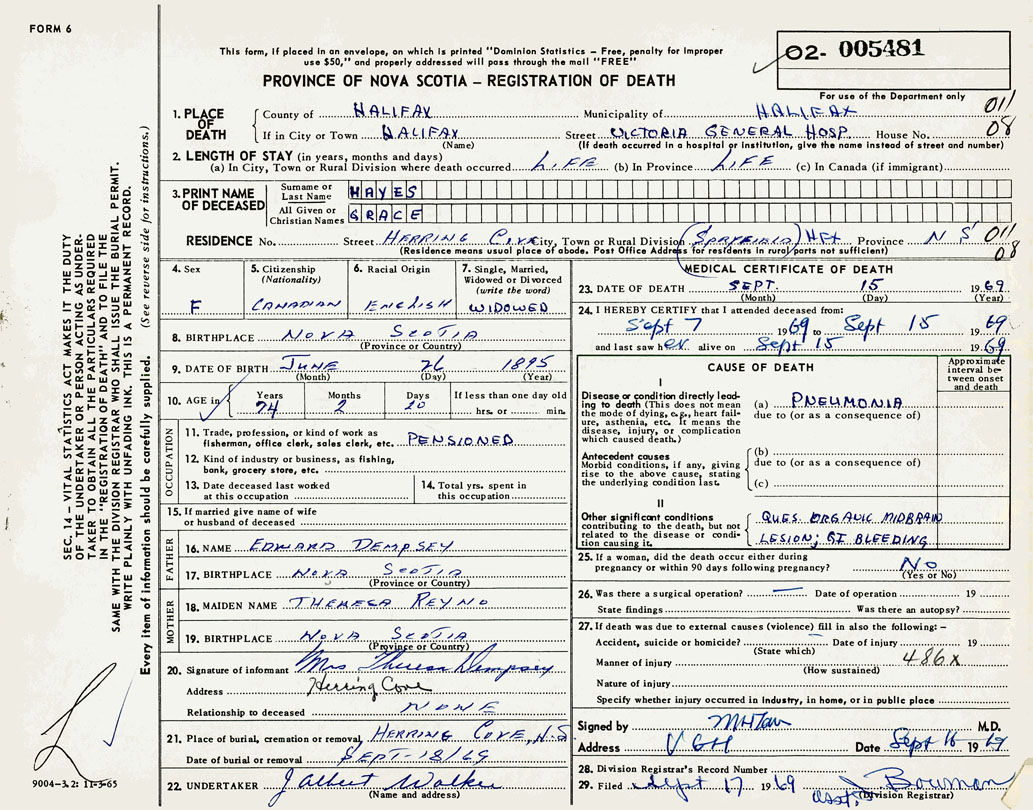 FORM 6
This form, if placed in an envelope, on which is printed "Dominion Statistics – Free, penalty for improper
use $50," and properly addressed will pass through the mail "FREE"
PROVINCE OF NOVA SCOTIA – REGISTRATION OF DEATH
02- 005481
For use of the Department only
011
08
1. PLACE OF DEATH
County of HALIFAX Municipality of HALIFAX
If in City or Town HALIFAX Street VICTORIA GENERAL HOSP. House No.
(Name) (If death occurred in a hospital or institution, give the name instead of street and number)
2. LENGTH OF STAY (in years, months and days)
(a) In City, Town or Rural Division where death occurred LIFE (b) In Province LIFE (c) In Canada (if immigrant)
3. PRINT NAME OF DECEASED
Surname or Last Name HAYES
All Given or Christian Names GRACE
RESIDENCE No. Street HERRING COVE City, Town or Rural Division (SPRYFIELD) HFX Province N S 011
(Residence means usual place of abode. Post Office Address for residents in rural parts not sufficient) 08
4. Sex
F
5. Citizenship
(Nationality)
CANADIAN
6. Racial Origin
ENGLISH
7. Single, Married,
Widowed or Divorced
(write the word)
WIDOWED
8. BIRTHPLACE NOVA SCOTIA
(Province or Country)
9. DATE OF BIRTH JUNE 26 1895
(Month) (Day) (Year)
10. AGE in
Years Months Days If less than one day old
74 2 20 hrs. or min.
OCCUPATION
11. Trade, profession, or kind of work as
fisherman, office clerk, sales clerk, etc. PENSIONED
12. Kind of industry or business, as fishing,
bank, grocery store, etc.
13. Date deceased last worked
at this occupation
14. Total yrs. spent in
this occupation
15. If married give name of wife
or husband of deceased
FATHER
16. NAME EDWARD DEMPSEY
17. BIRTHPLACE NOVA SCOTIA
(Province or Country)
MOTHER
18. MAIDEN NAME THERESA REYNO
19. BIRTHPLACE NOVA SCOTIA
(Province or Country)
20. Signature of informant Mrs Theresa Dempsey
Address Herring Cove
Relationship to deceased NONE
21. Place of burial, cremation or removal HERRING COVE, N.S
Date of burial or removal SEPT-18/69
22. UNDERTAKER J Albert Walker
(Name and address)
MEDICAL CERTIFICATE OF DEATH
23. DATE OF DEATH SEPT. 15 1969
(Month) (Day) (Year)
24. I HEREBY CERTIFY that I attended deceased from:
Sept 7 1969 to Sept 15 1969
and last saw her alive on Sept 15 1969
CAUSE OF DEATH
Approximate
interval be-
tween onset
and death
I
Disease or condition directly lead-
ing to death (This does not mean
the mode of dying, e.g., heart fail-
ure, asthenia, etc. It means the
disease, injury, or complication
which caused death.)
(a) PNEUMONIA
due to (or as a consequence of)
Antecedent causes
Morbid conditions, if any, giving
rise to the above cause, stating
the underlying condition last.
(b)
due to (or as a consequence of)
(c)
II
Other significant conditions
contributing to the death, but not
related to the disease or condi-
tion causing it.
QUES. ORGANIC MIDBRAIN
LESION; GI BLEEDING
25. If a woman, did the death occur either during
pregnancy or within 90 days following pregnancy? NO
(Yes or No)
26. Was there a surgical operation? — Date of operation 19
State findings Was there an autopsy?
27. If death was due to external causes (violence) fill in also the following: –
Accident, suicide or homicide? – Date of injury 19
(State which)
Manner of injury 486X
(How sustained)
Nature of injury
Specify whether injury occurred in industry, in home, or in public place
Signed by M.D.
Address V G H Date Sept 16 1969
28. Division Registrar's Record Number
29. Filed Sept 17 1969 J Bowman
asst. (Division Registrar)
SEC. 14 – VITAL STATISTICS ACT MAKES IT THE DUTY
OF THE UNDERTAKER OR PERSON ACTING AS UNDER-
TAKER TO OBTAIN ALL THE PARTICULARS REQUIRED
IN THE "REGISTRATION OF DEATH" AND TO FILE THE
SAME WITH THE DIVISION REGISTRAR WHO SHALL ISSUE THE BURIAL PERMIT.
WRITE PLAINLY WITH UNFADING INK. THIS IS A PERMANENT RECORD.
Every item of information should be carefully supplied. (See reverse side for instructions.)
9004-3.2: 11-3-65